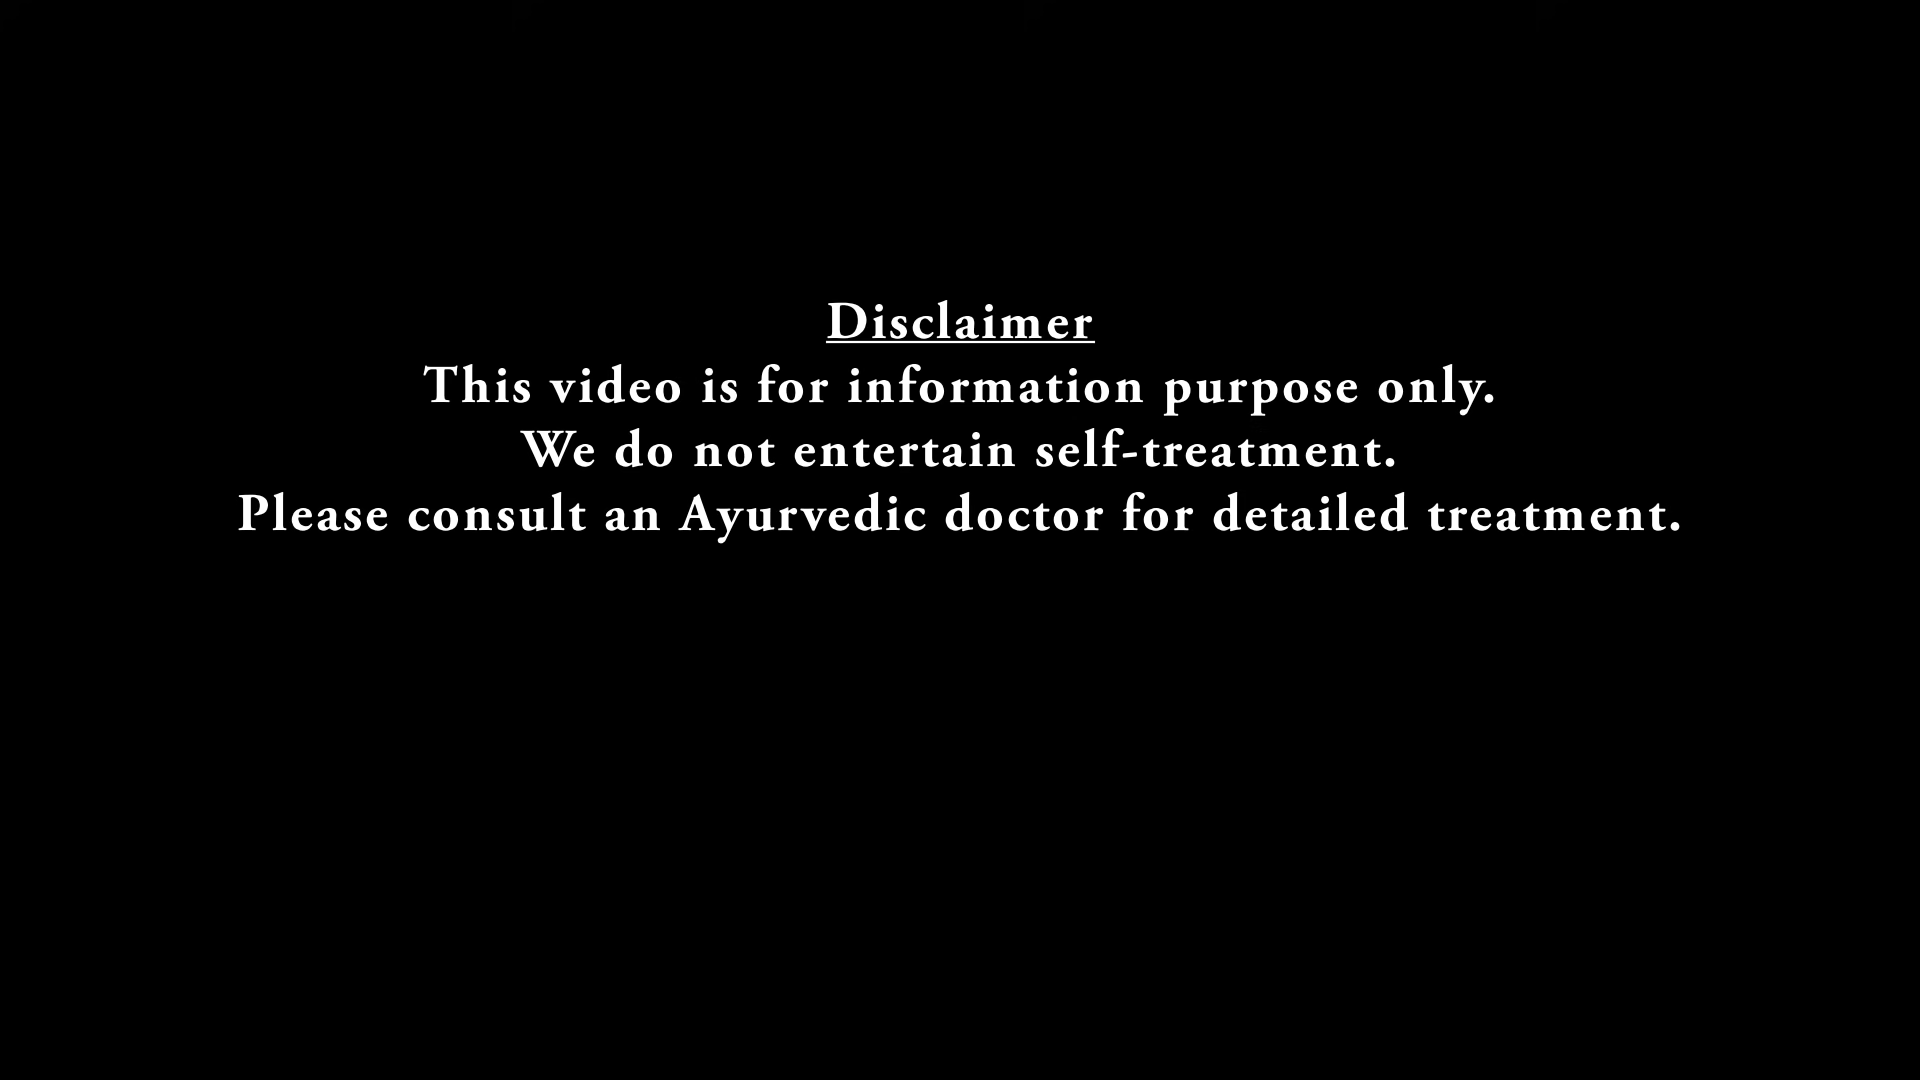 Disclaimer
This video is for information purpose only.
We do not entertain self-treatment.
Please consult an Ayurvedic doctor for detailed treatment.